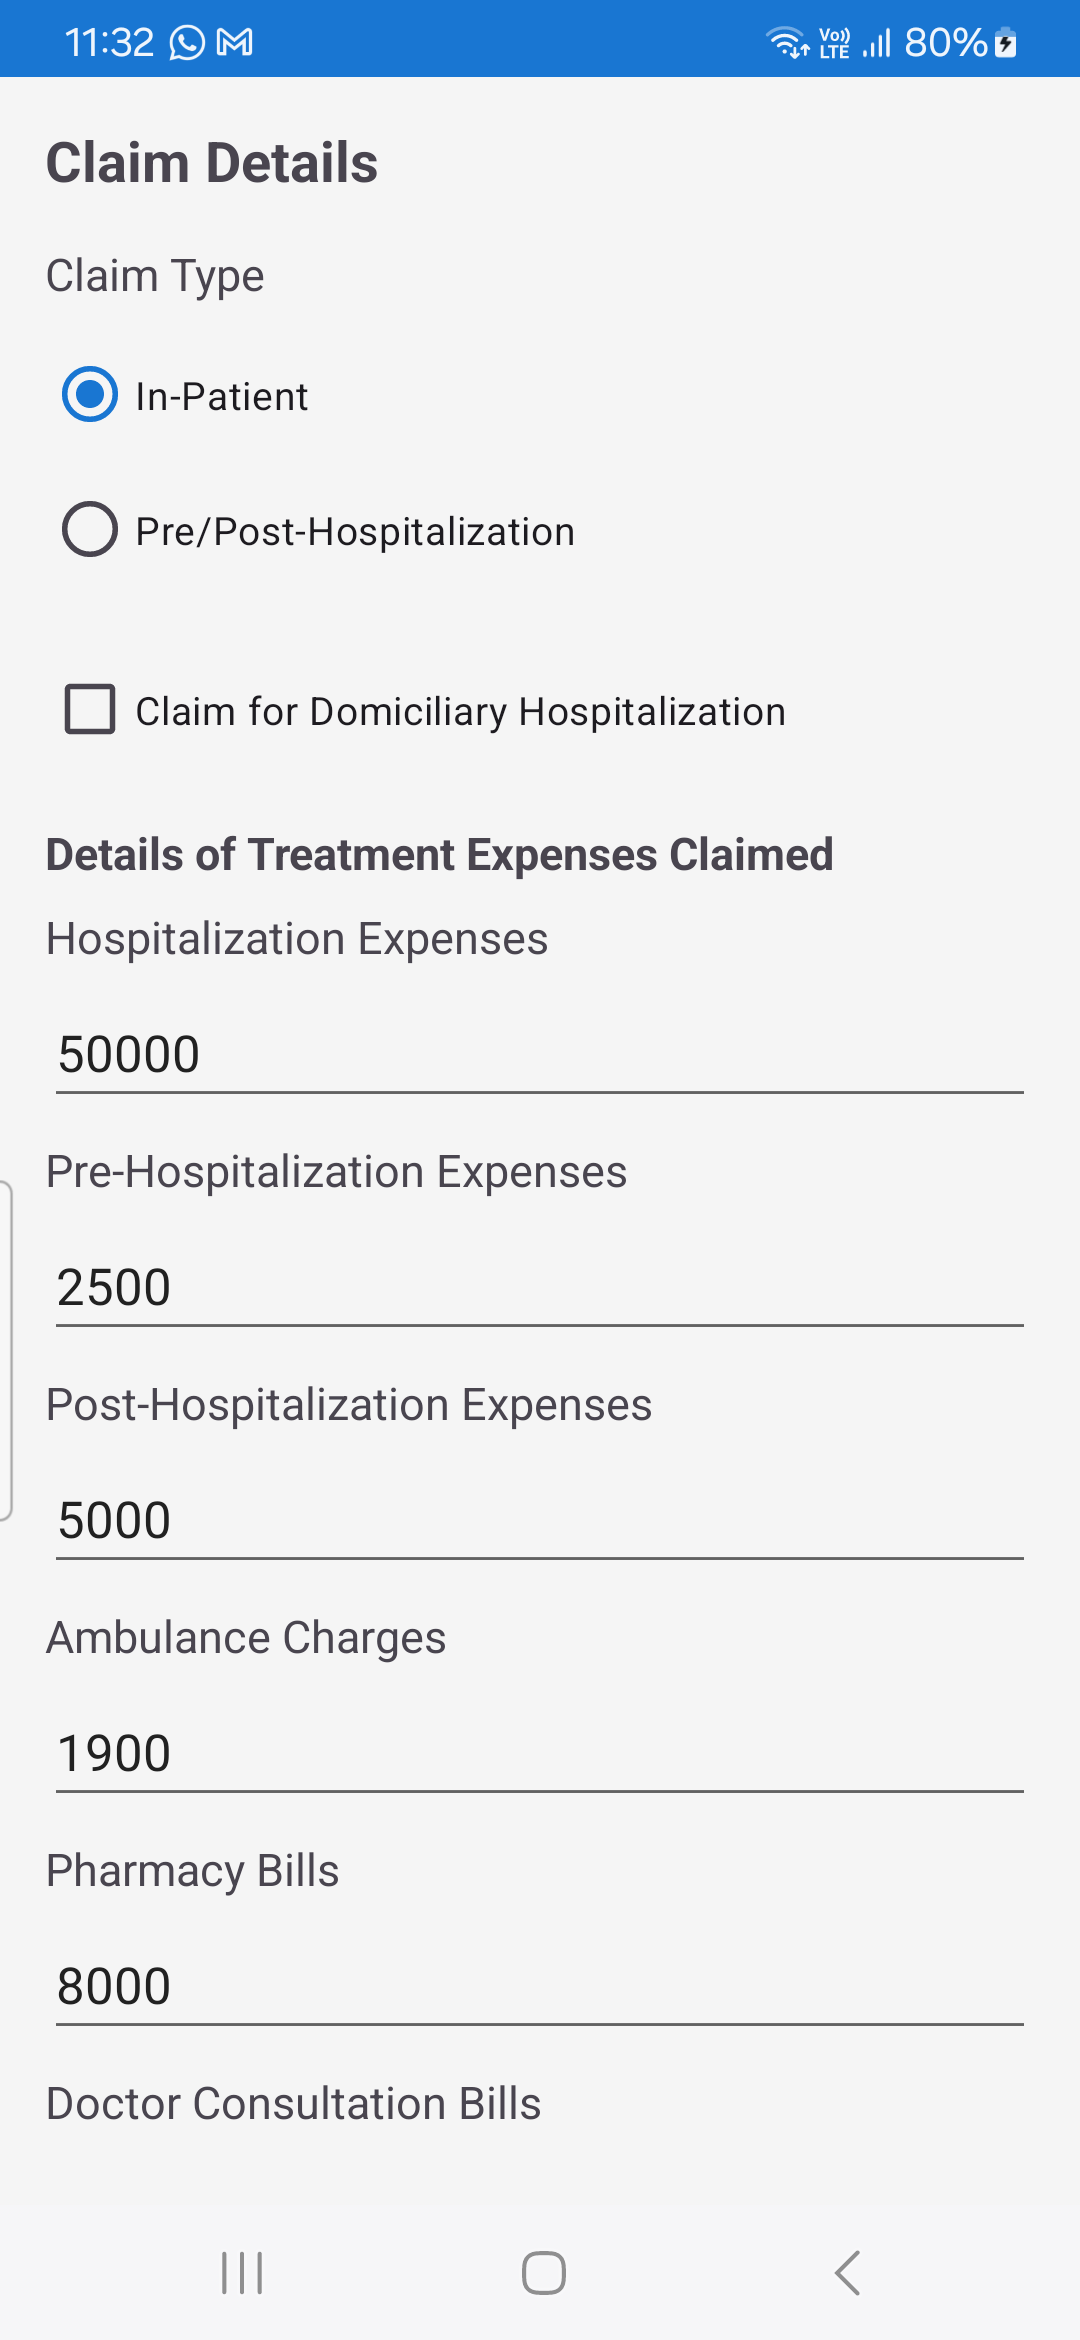 11:32 Vo)) LTE 80%
Claim Details
Claim Type
In-Patient
Pre/Post-Hospitalization
Claim for Domiciliary Hospitalization
Details of Treatment Expenses Claimed
Hospitalization Expenses
50000
Pre-Hospitalization Expenses
2500
Post-Hospitalization Expenses
5000
Ambulance Charges
1900
Pharmacy Bills
8000
Doctor Consultation Bills